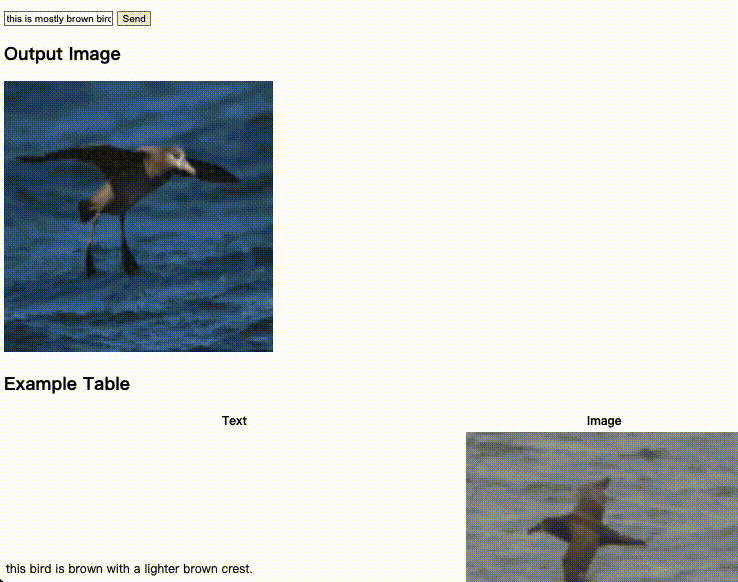 this is mostly brown bird Send
Output Image
Example Table
Text Image
this bird is brown with a lighter brown crest.